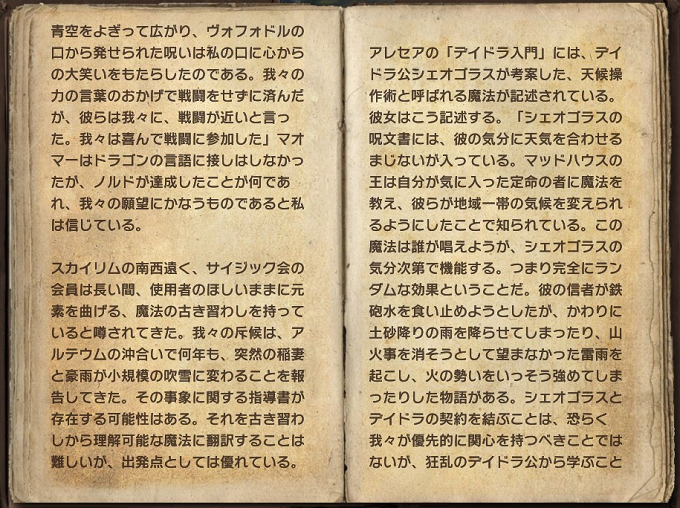 青空をよぎって広がり、ヴォフォドルの
口から発せられた呪いは私の口に心から
の大笑いをもたらしたのである。我々の
力の言葉のおかげで戦闘をせずに済んだ
が、彼らは我々に、戦闘が近いと言っ
た。我々は喜んで戦闘に参加した」マオ
マーはドラゴンの言語に接しはしなかっ
たが、ノルドが達成したことが何であ
れ、我々の願望にかなうものであると私
は信じている。
スカイリムの南西遠く、サイジック会の
会員は長い間、使用者のほしいままに元
素を曲げる、魔法の古き習わしを持って
いると噂されてきた。我々の斥候は、ア
ルテウムの沖合いで何年も、突然の稲妻
と豪雨が小規模の吹雪に変わることを報
告してきた。その事象に関する指導書が
存在する可能性はある。それを古き習わ
しから理解可能な魔法に翻訳することは
難しいが、出発点としては優れている。
アレセアの「デイドラ入門」には、デイ
ドラ公シェオゴラスが考案した、天候操
作術と呼ばれる魔法が記述されている。
彼女はこう記述する。「シェオゴラスの
呪文書には、彼の気分に天気を合わせる
まじないが入っている。マッドハウスの
王は自分が気に入った定命の者に魔法を
教え、彼らが地域一帯の気候を変えられ
るようにしたことで知られている。この
魔法は誰が唱えようが、シェオゴラスの
気分次第で機能する。つまり完全にラン
ダムな効果ということだ。彼の信者が鉄
砲水を食い止めようとしたが、かわりに
土砂降りの雨を降らせてしまったり、山
火事を消そうとして望まなかった雷雨を
起こし、火の勢いをいっそう強めてしま
ったりした物語がある。シェオゴラスと
デイドラの契約を結ぶことは、恐らく
我々が優先的に関心を持つべきことでは
ないが、狂乱のデイドラ公から学ぶこと